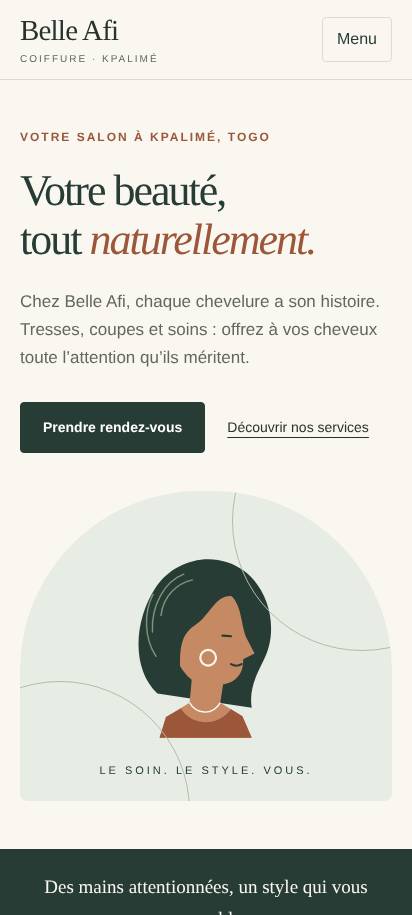 Belle Afi
COIFFURE · KPALIMÉ
Menu
VOTRE SALON À KPALIMÉ, TOGO
Votre beauté,
tout naturellement.
Chez Belle Afi, chaque chevelure a son histoire.
Tresses, coupes et soins : offrez à vos cheveux
toute l’attention qu’ils méritent.
Prendre rendez-vous
Découvrir nos services
LE SOIN. LE STYLE. VOUS.
Des mains attentionnées, un style qui vous